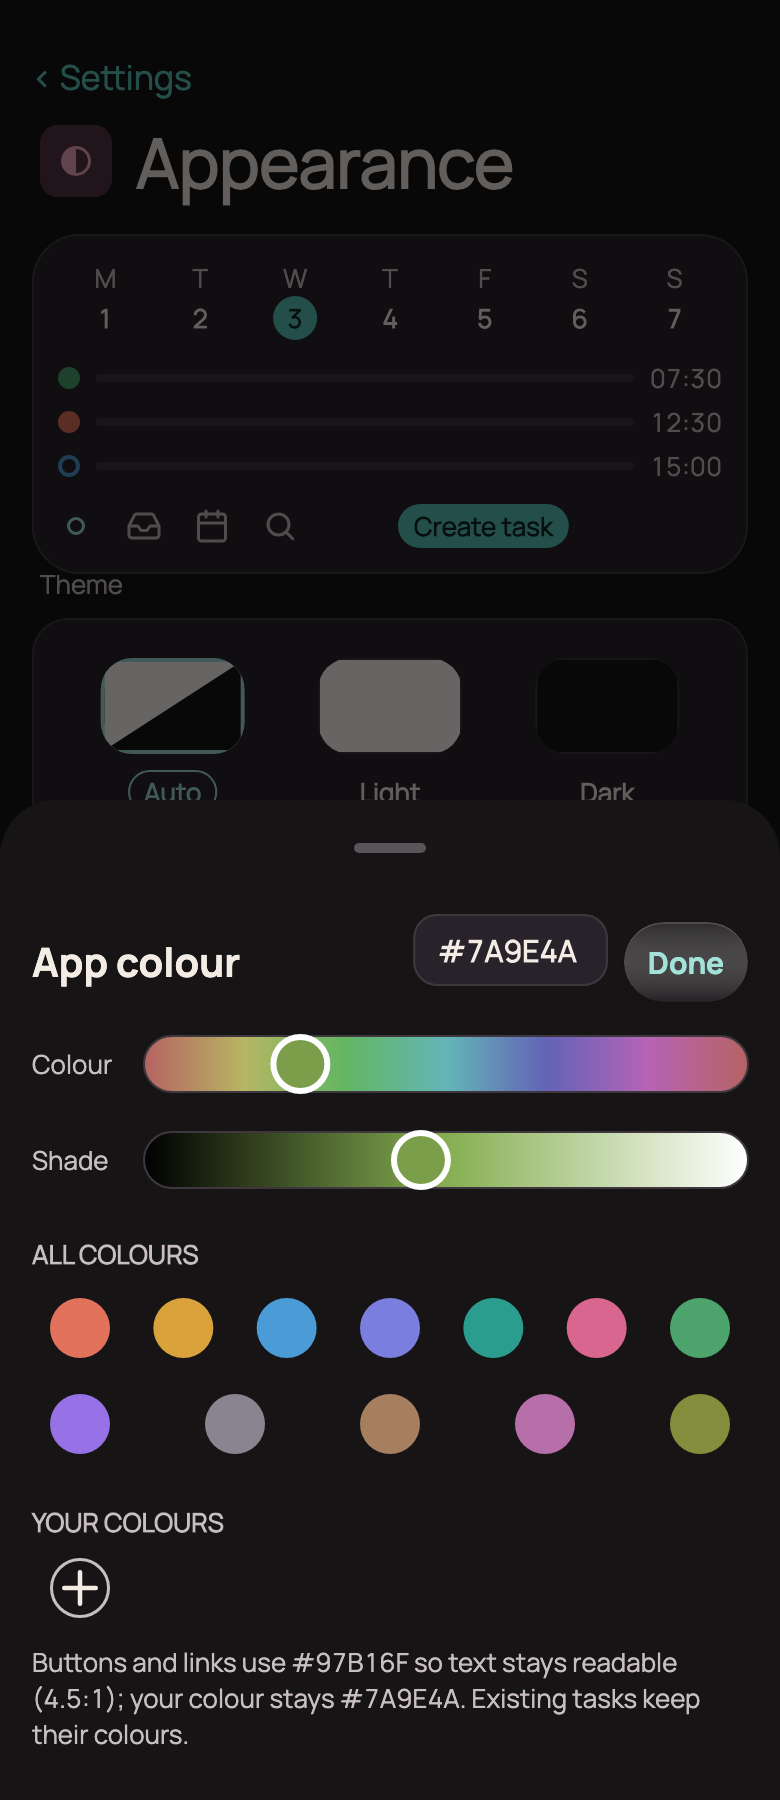 Settings
Appearance
M T W T F S S
1 2 3 4 5 6 7
07:30
12:30
15:00
Create task
Theme
Auto Light Dark
App colour #7A9E4A Done
Colour
Shade
ALL COLOURS
YOUR COLOURS
Buttons and links use #97B16F so text stays readable
(4.5:1); your colour stays #7A9E4A. Existing tasks keep
their colours.